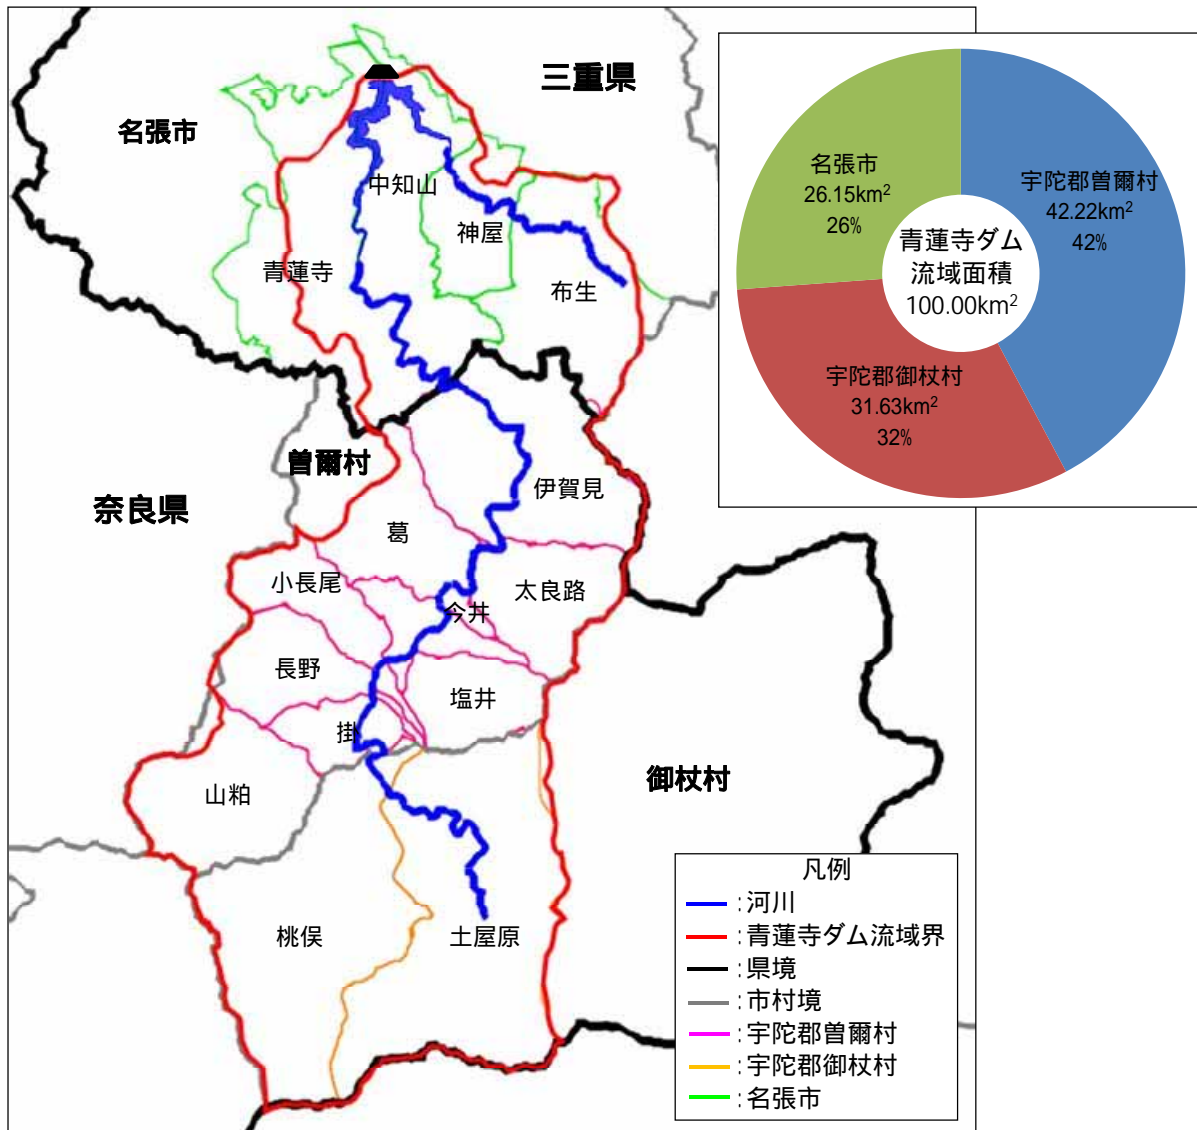 三重県
名張市
中知山
神屋
青蓮寺
布生
曽爾村
奈良県
伊賀見
葛
小長尾
太良路
今井
長野
塩井
掛
山粕
御杖村
桃俣
土屋原
名張市
26.15km²
26%
宇陀郡曽爾村
42.22km²
42%
青蓮寺ダム
流域面積
100.00km²
宇陀郡御杖村
31.63km²
32%
凡例
:河川
:青蓮寺ダム流域界
:県境
:市村境
:宇陀郡曽爾村
:宇陀郡御杖村
:名張市